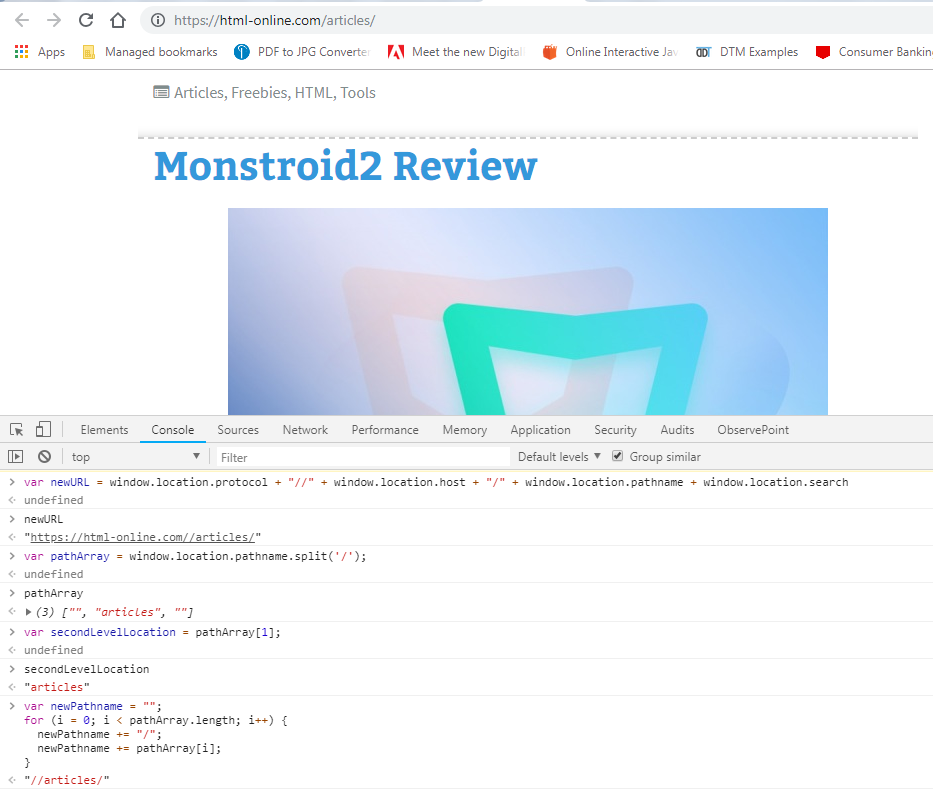 https://html-online.com/articles/
Apps Managed bookmarks PDF to JPG Converter Meet the new Digital Online Interactive Jav DTM Examples Consumer Bankin
Articles, Freebies, HTML, Tools
Monstroid2 Review
Elements Console Sources Network Performance Memory Application Security Audits ObservePoint
top Filter Default levels Group similar
var newURL = window.location.protocol + "//" + window.location.host + "/" + window.location.pathname + window.location.search
undefined
newURL
"https://html-online.com//articles/"
var pathArray = window.location.pathname.split('/');
undefined
pathArray
(3) ["", "articles", ""]
var secondLevelLocation = pathArray[1];
undefined
secondLevelLocation
"articles"
var newPathname = "";
for (i = 0; i < pathArray.length; i++) {
newPathname += "/";
newPathname += pathArray[i];
}
"//articles/"